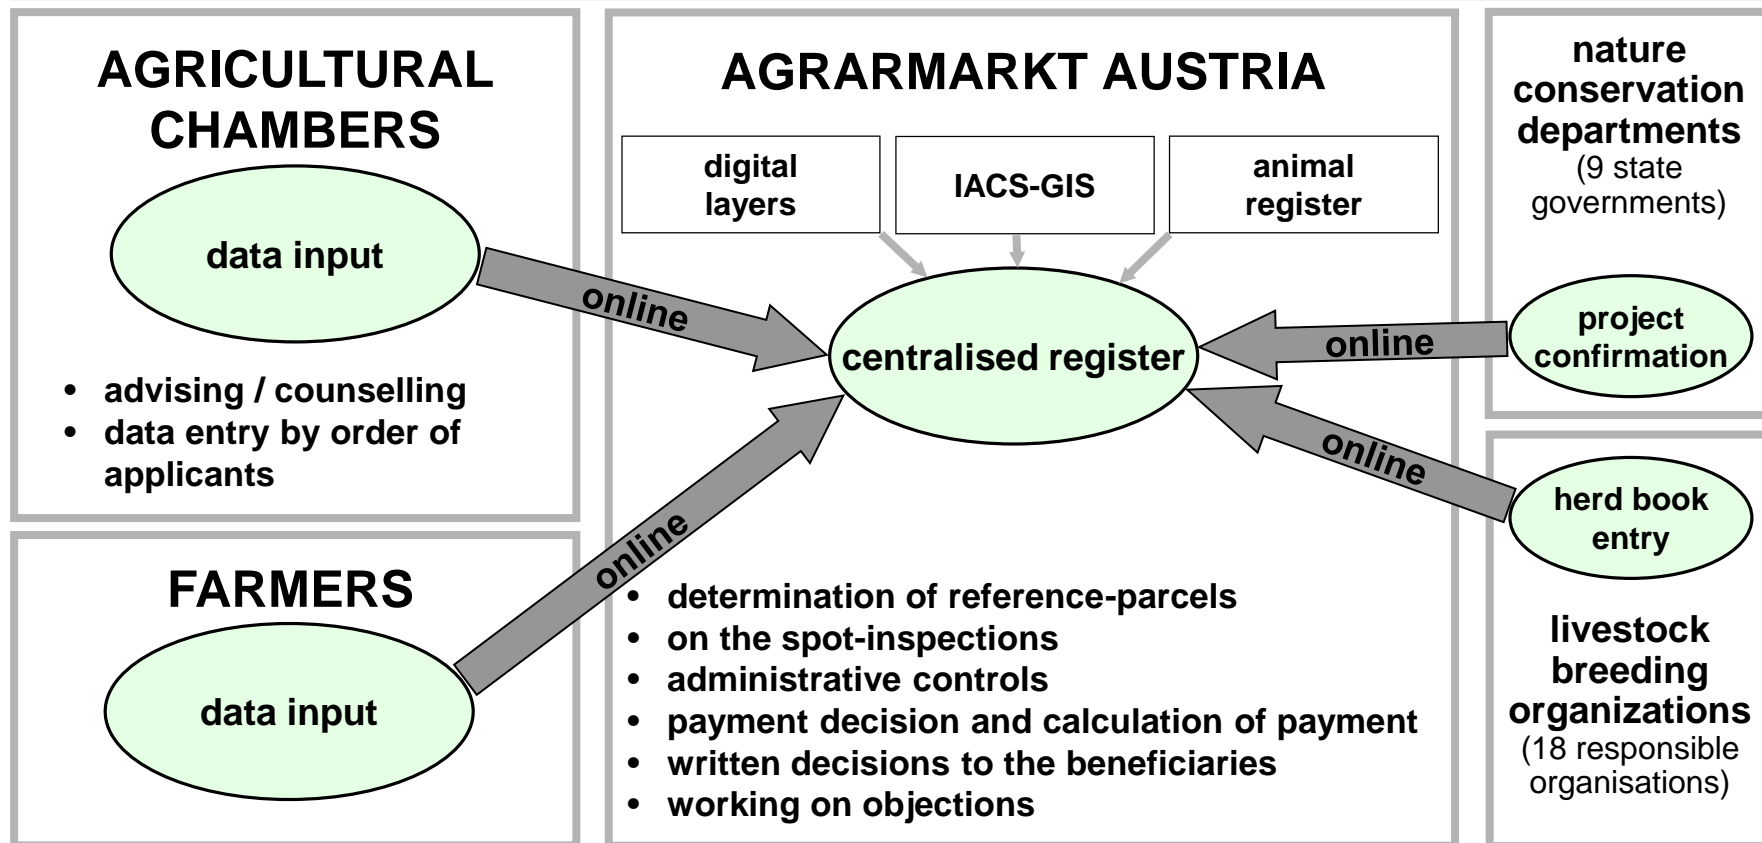 AGRICULTURAL
CHAMBERS
data input
online
• advising / counselling
• data entry by order of
applicants
FARMERS
data input
online
AGRARMARKT AUSTRIA
digital
layers
IACS-GIS
animal
register
centralised register
• determination of reference-parcels
• on the spot-inspections
• administrative controls
• payment decision and calculation of payment
• written decisions to the beneficiaries
• working on objections
nature
conservation
departments
(9 state
governments)
project
confirmation
online
herd book
entry
online
livestock
breeding
organizations
(18 responsible
organisations)